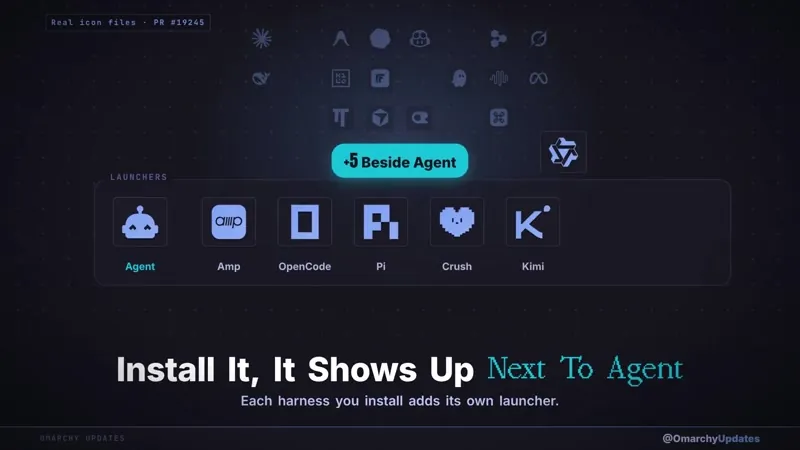 Real icon files · PR #19245
+5 Beside Agent
LAUNCHERS
amp
Agent
Amp
OpenCode
Pi
Crush
Kimi
Install It, It Shows Up Next To Agent
Each harness you install adds its own launcher.
OMARCHY UPDATES
@OmarchyUpdates